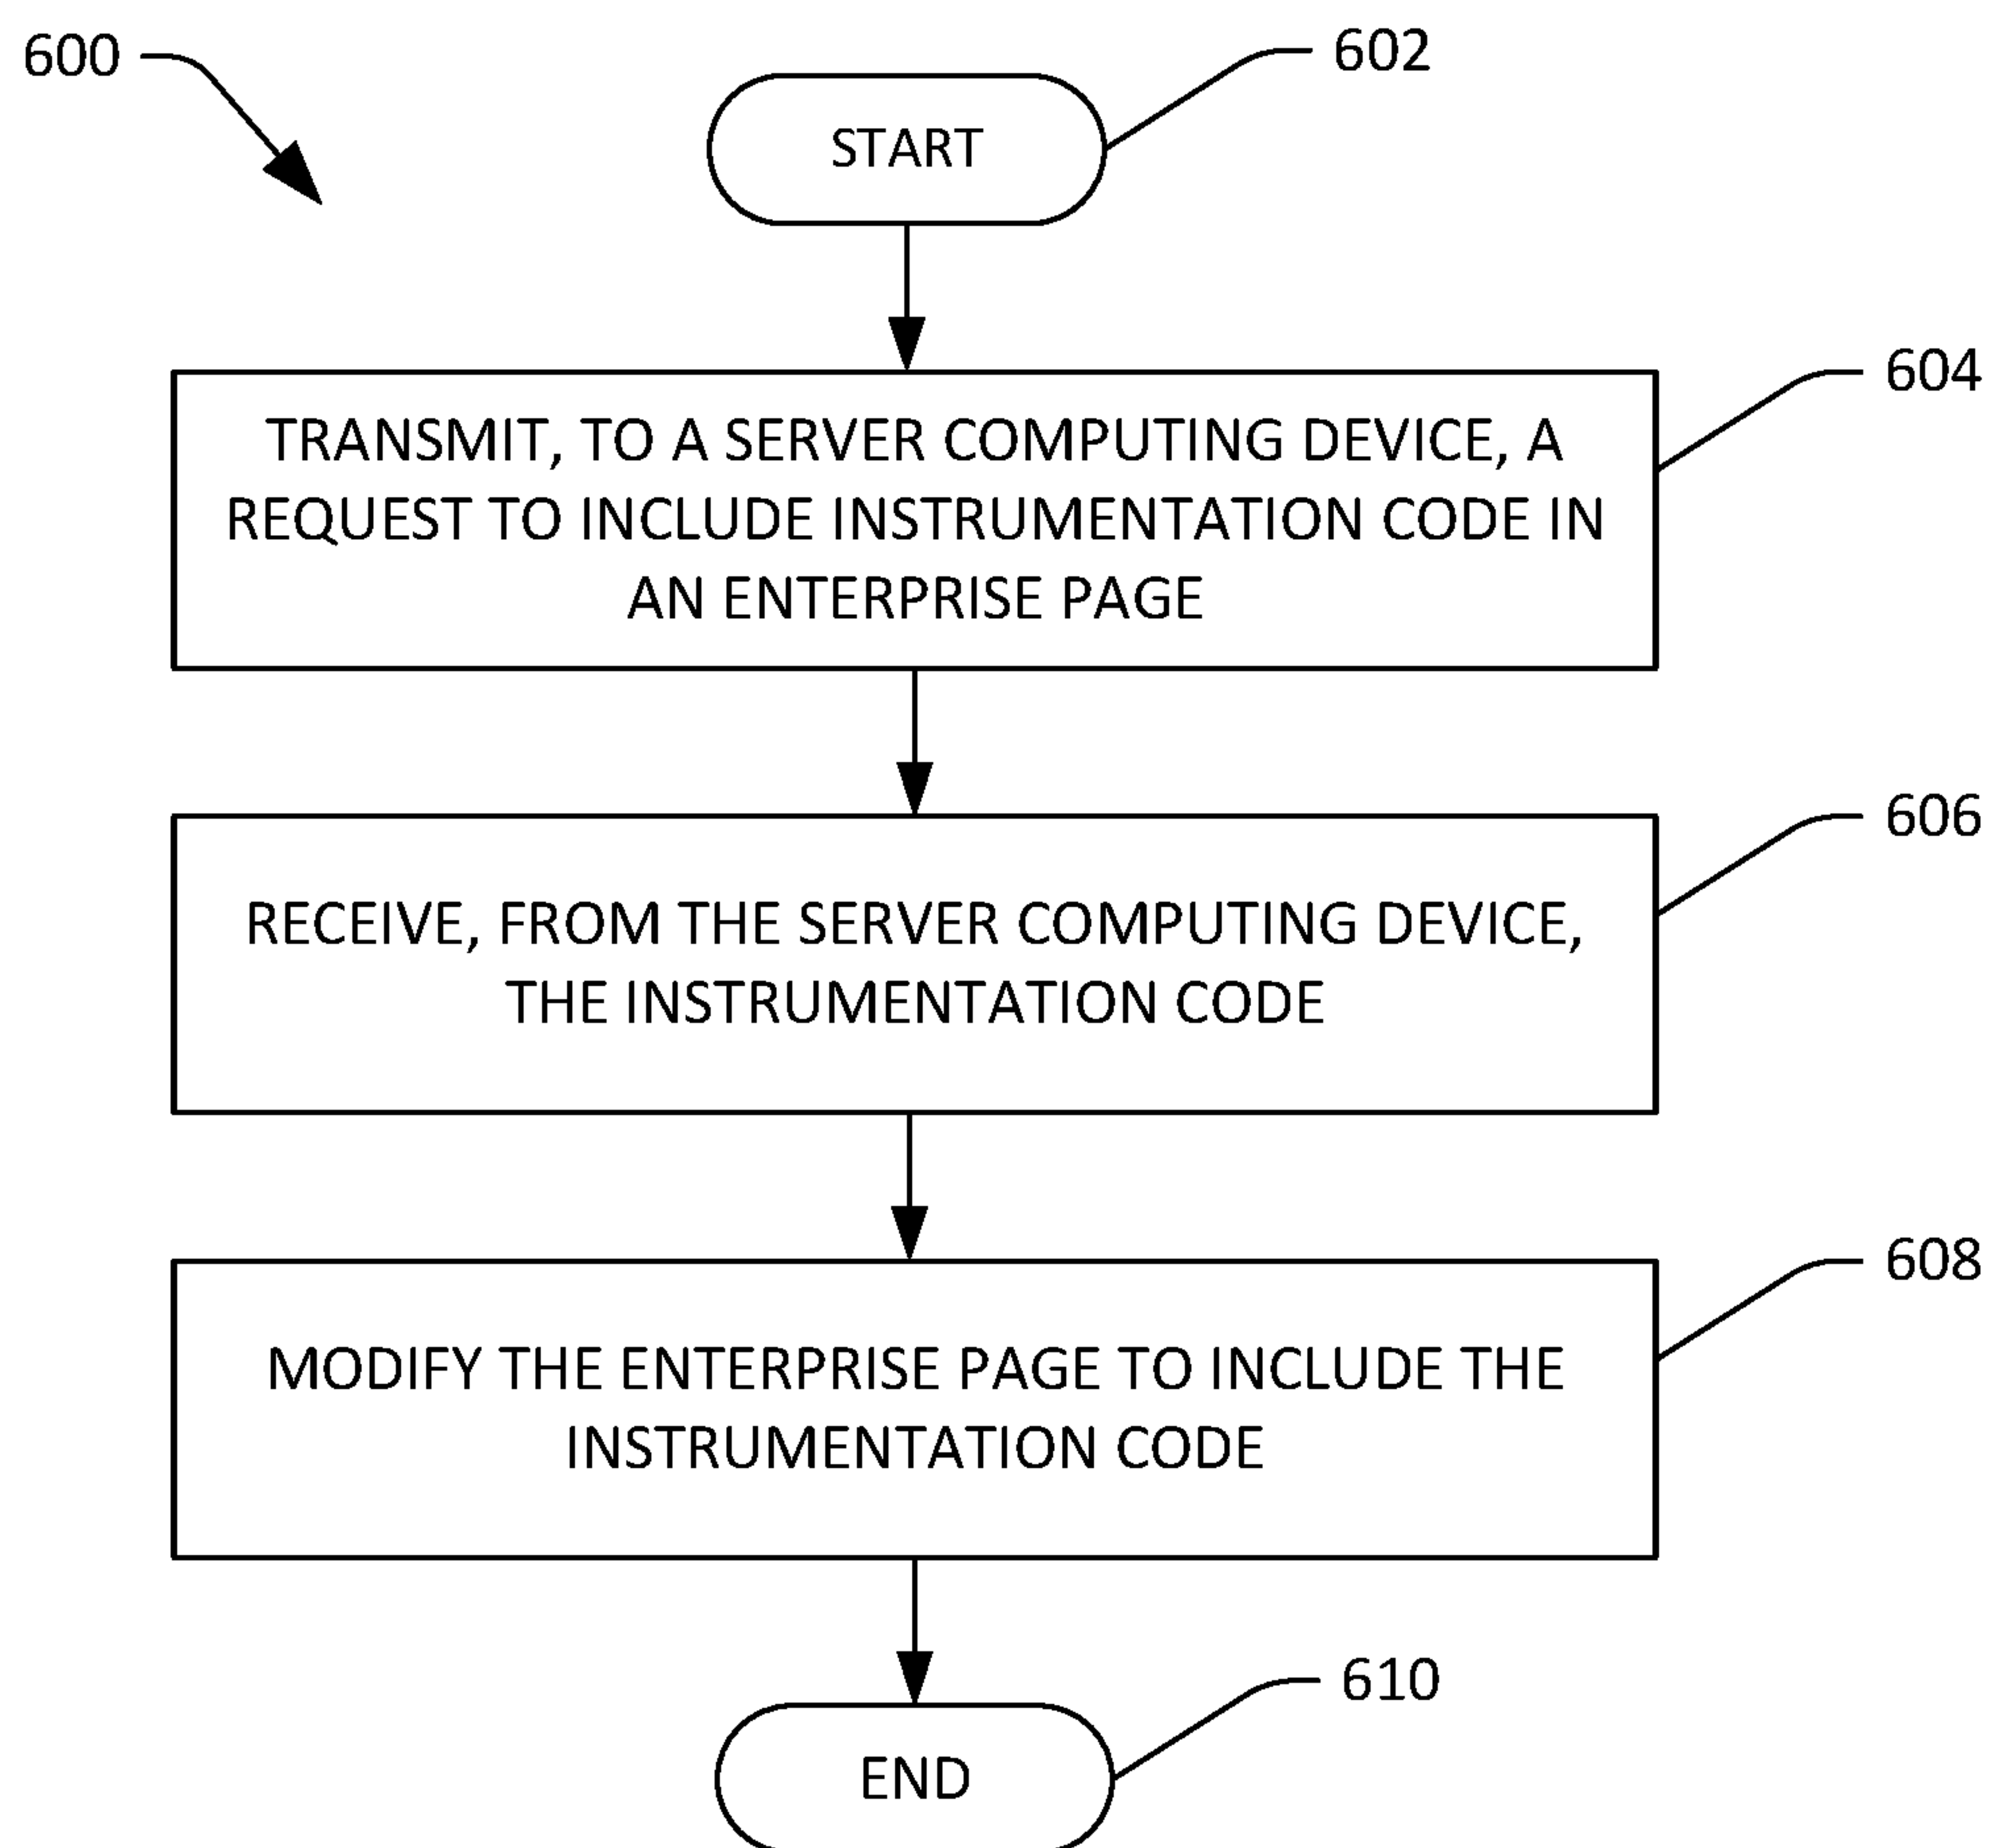 600
602
START
604
TRANSMIT, TO A SERVER COMPUTING DEVICE, A
REQUEST TO INCLUDE INSTRUMENTATION CODE IN
AN ENTERPRISE PAGE
606
RECEIVE, FROM THE SERVER COMPUTING DEVICE,
THE INSTRUMENTATION CODE
608
MODIFY THE ENTERPRISE PAGE TO INCLUDE THE
INSTRUMENTATION CODE
610
END